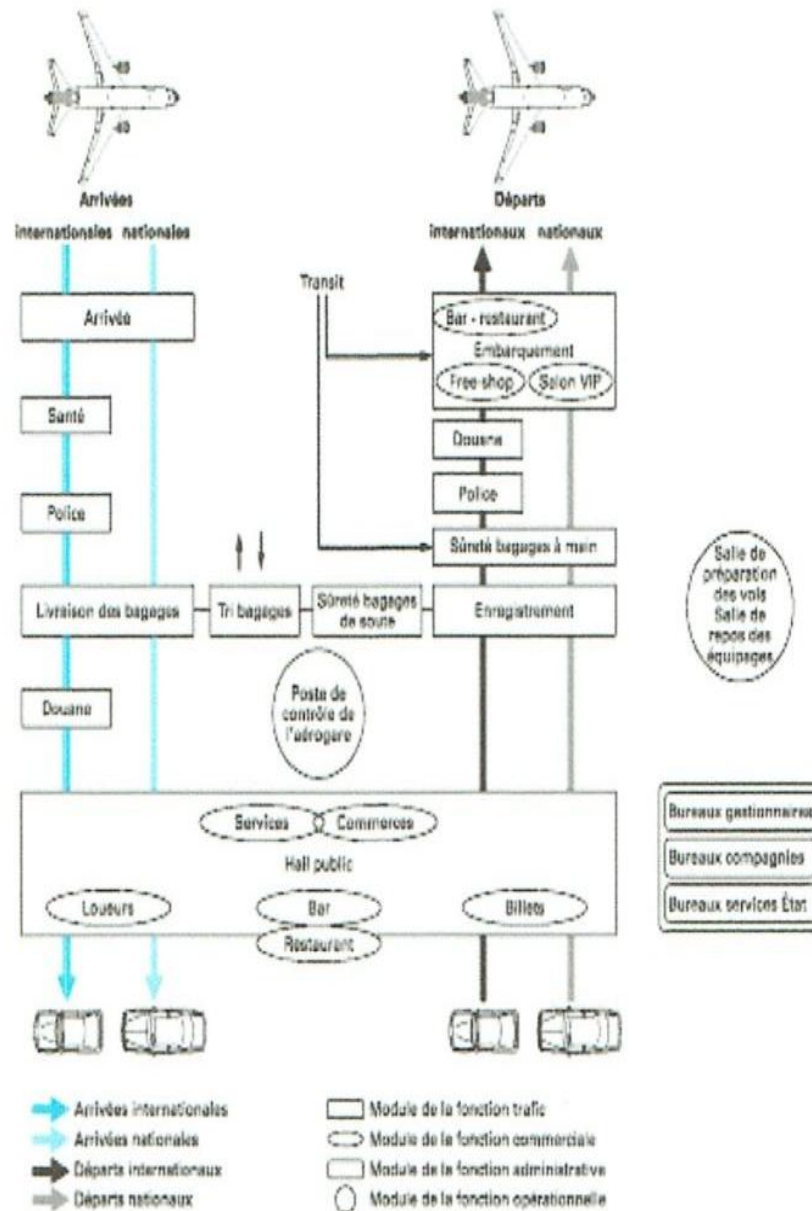 Arrivées
internationales nationales
Départs
internationaux nationaux
Transit
Arrivée
Bar - restaurant
Embarquement
Free-shop
Salon VIP
Santé
Douane
Police
Police
Sûreté bagages à main
Livraison des bagages
Tri bagages
Sûreté bagages
de soute
Enregistrement
Salle de
préparation
des vols
Salle de
repos des
équipages
Douane
Poste de
contrôle de
l'aérogare
Services
Commerces
Hall public
Loueurs
Bar
Restaurant
Billets
Bureaux gestionnaires
Bureaux compagnies
Bureaux services État
Arrivées internationales
Arrivées nationales
Départs internationaux
Départs nationaux
Module de la fonction trafic
Module de la fonction commerciale
Module de la fonction administrative
Module de la fonction opérationnelle